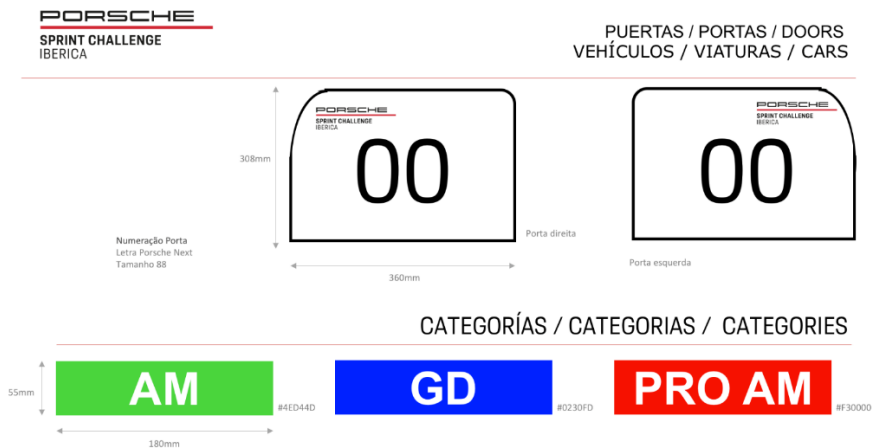 PORSCHE
SPRINT CHALLENGE
IBERICA
PUERTAS / PORTAS / DOORS
VEHÍCULOS / VIATURAS / CARS
PORSCHE
SPRINT CHALLENGE
IBERICA
00
PORSCHE
SPRINT CHALLENGE
IBERICA
00
308mm
Numeração Porta
Letra Porsche Next
Tamanho 88
Porta direita
Porta esquerda
360mm
CATEGORÍAS / CATEGORIAS / CATEGORIES
55mm
AM
#4ED44D
GD
#0230FD
PRO AM
#F30000
180mm